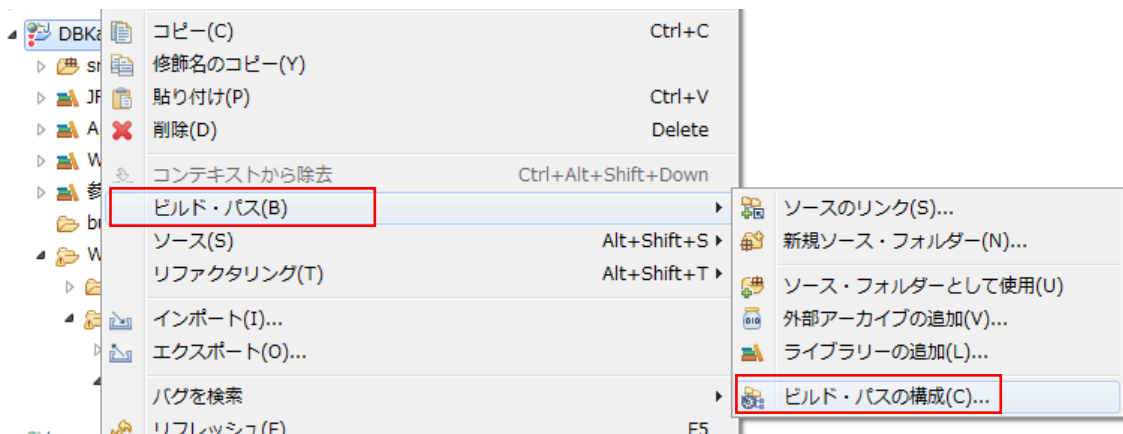 DBKa
コピー(C) Ctrl+C
修飾名のコピー(Y)
貼り付け(P) Ctrl+V
削除(D) Delete
コンテキストから除去 Ctrl+Alt+Shift+Down
ビルド・パス(B)
ソース(S) Alt+Shift+S
リファクタリング(T) Alt+Shift+T
インポート(I)...
エクスポート(O)...
バグを検索
リフレッシュ(F) F5
ソースのリンク(S)...
新規ソース・フォルダー(N)...
ソース・フォルダーとして使用(U)
外部アーカイブの追加(V)...
ライブラリーの追加(L)...
ビルド・パスの構成(C)...